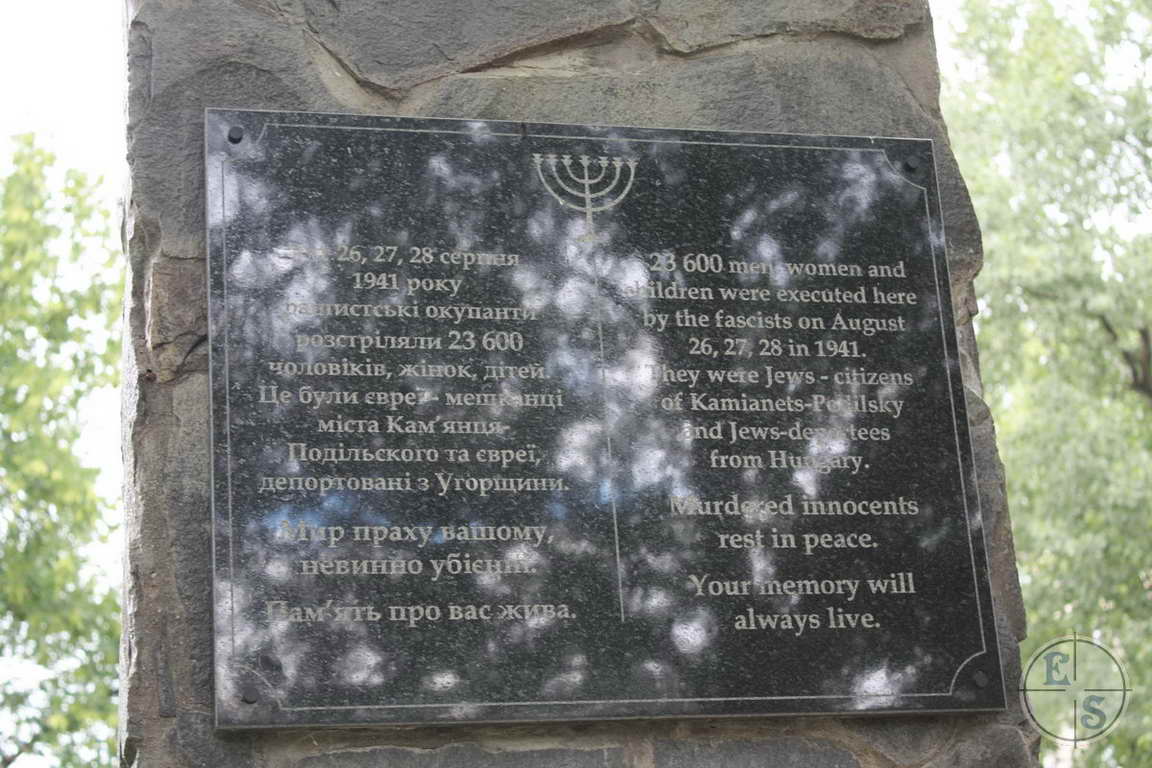 26, 27, 28 серпня
1941 року
фашистські окупанти
розстріляли 23 600
чоловіків, жінок, дітей.
Це були євреї - мешканці
міста Кам'янця-
Подільского та євреї,
депортовані з Угорщини.
Мир праху вашому,
невинно убієнні.
Пам'ять про вас жива.
23 600 men, women and
children were executed here
by the fascists on August
26, 27, 28 in 1941.
They were Jews - citizens
of Kamianets-Podilsky
and Jews-deportees
from Hungary.
Murdered innocents
rest in peace.
Your memory will
always live.
E
S